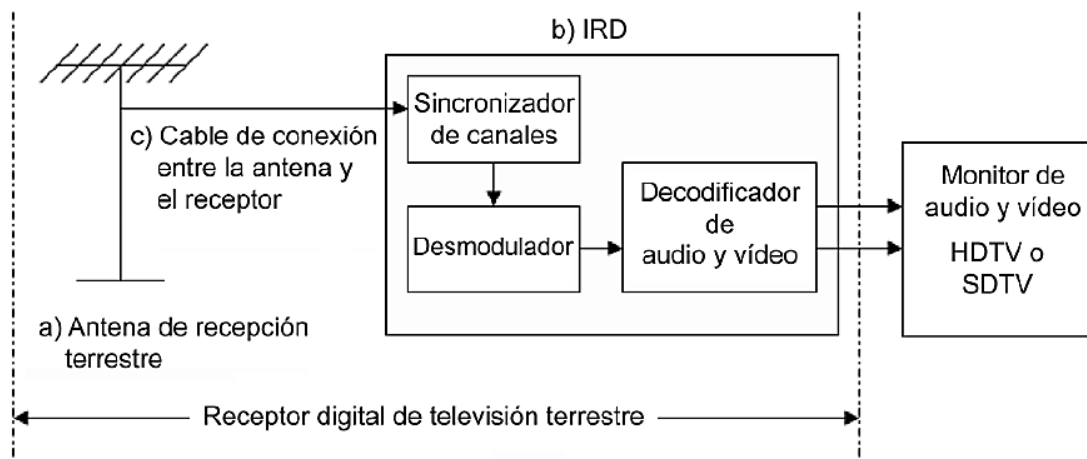 b) IRD
Sincronizador
de canales
c) Cable de conexión
entre la antena y
el receptor
Desmodulador
Decodificador
de
audio y vídeo
Monitor de
audio y vídeo
HDTV o
SDTV
a) Antena de recepción
terrestre
Receptor digital de televisión terrestre